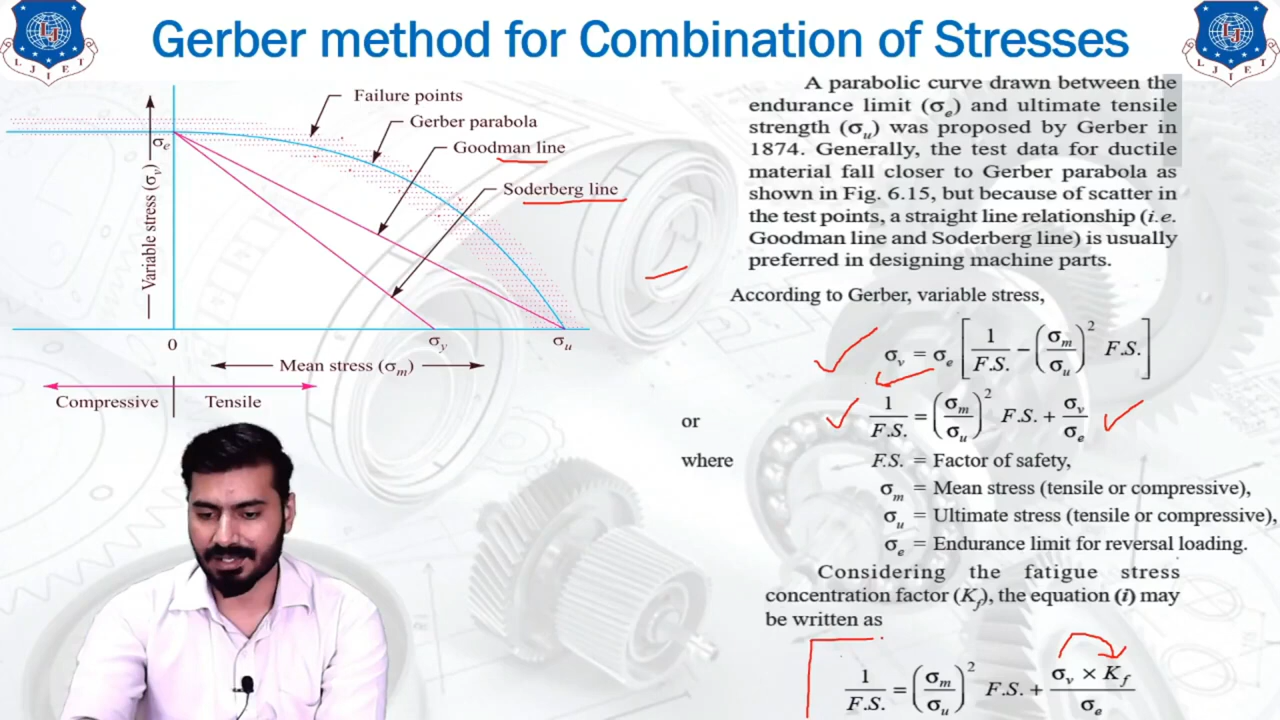 Gerber method for Combination of Stresses
LJIET
LJIET
Failure points
Gerber parabola
Goodman line
Soderberg line
Variable stress (σv)
σe
0
σy
σu
Mean stress (σm)
Compressive
Tensile
A parabolic curve drawn between the
endurance limit (σe) and ultimate tensile
strength (σu) was proposed by Gerber in
1874. Generally, the test data for ductile
material fall closer to Gerber parabola as
shown in Fig. 6.15, but because of scatter in
the test points, a straight line relationship (i.e.
Goodman line and Soderberg line) is usually
preferred in designing machine parts.
According to Gerber, variable stress,
σv = σe [1/F.S. − (σm/σu)² F.S.]
or
1/F.S. = (σm/σu)² F.S. + σv/σe
where
F.S. = Factor of safety,
σm = Mean stress (tensile or compressive),
σu = Ultimate stress (tensile or compressive),
σe = Endurance limit for reversal loading.
Considering the fatigue stress
concentration factor (Kf), the equation (i) may
be written as
1/F.S. = (σm/σu)² F.S. + σv × Kf/σe